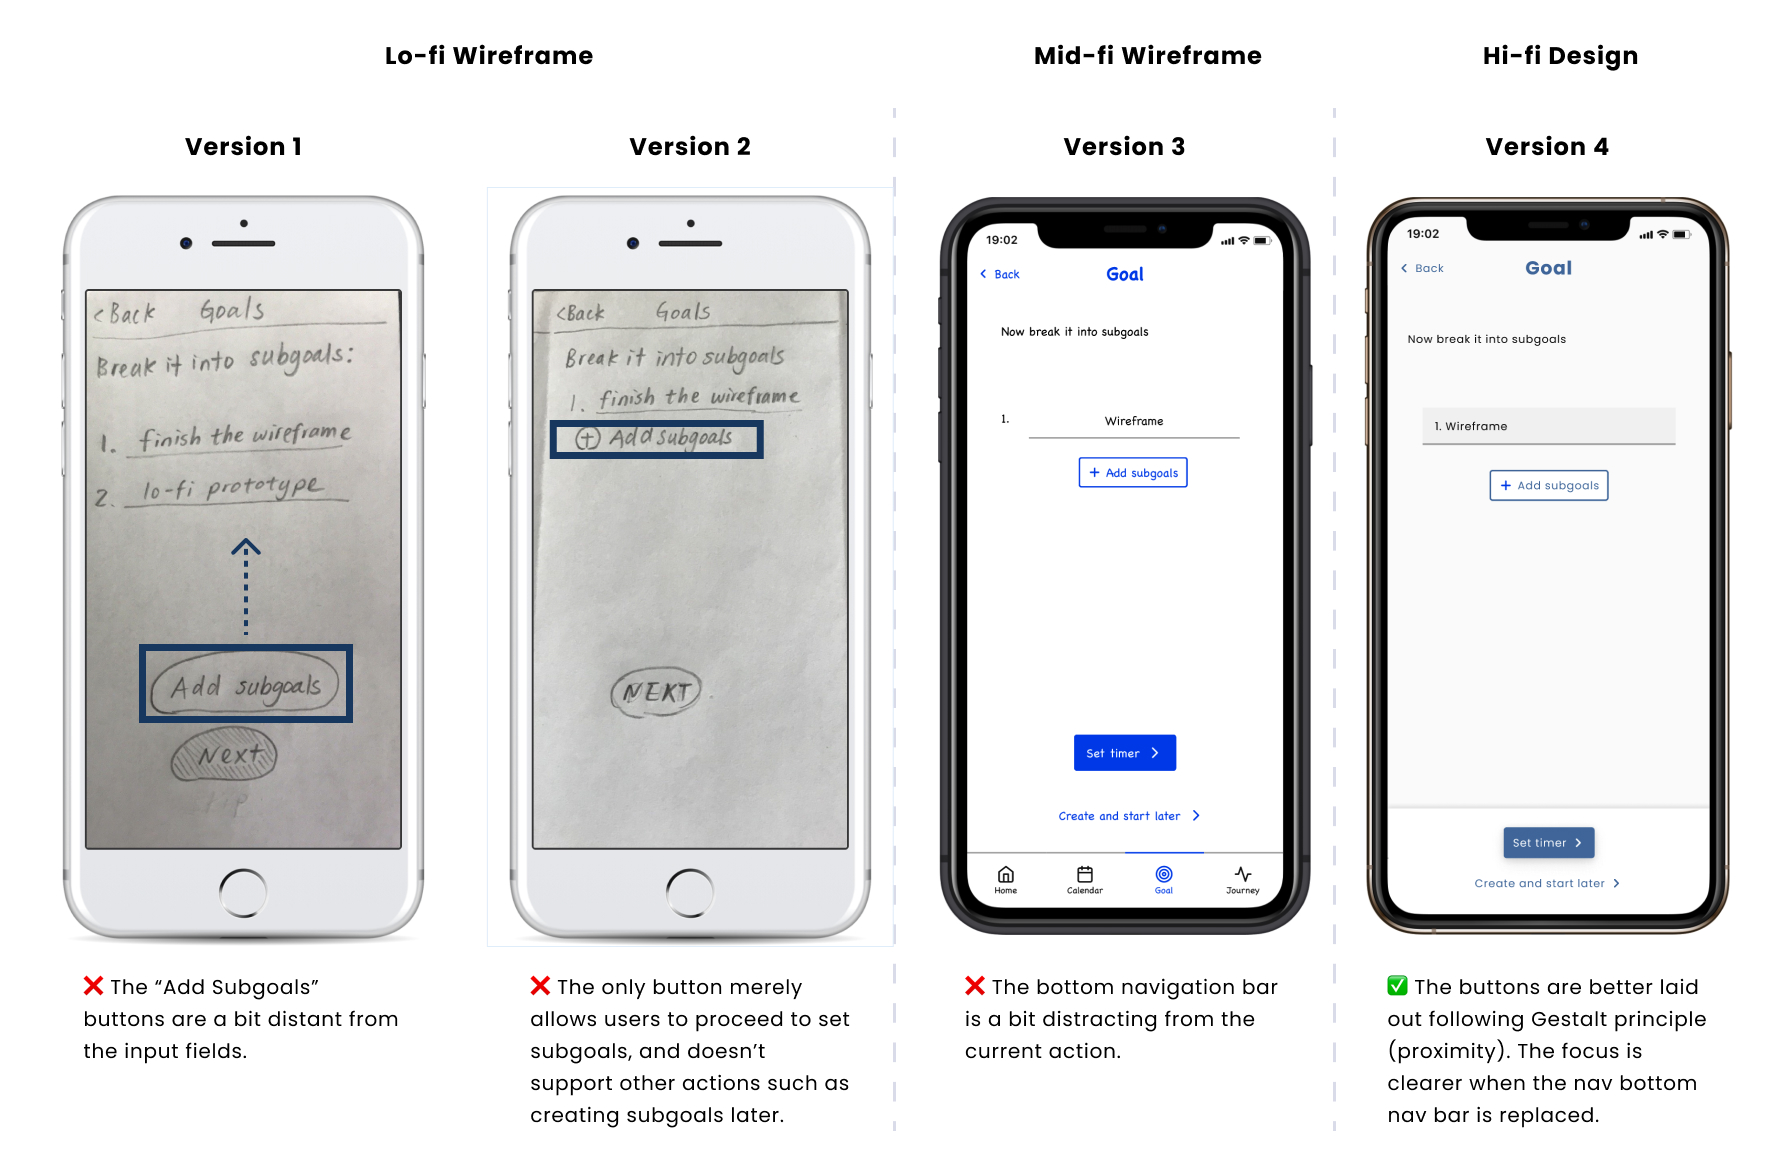 Lo-fi Wireframe
Mid-fi Wireframe
Hi-fi Design
Version 1
Version 2
Version 3
Version 4
< Back Goals
Break it into subgoals:
1. finish the wireframe
2. lo-fi prototype
Add subgoals
Next
<Back Goals
Break it into subgoals
1. finish the wireframe
+ Add subgoals
NEXT
19:02
< Back Goal
Now break it into subgoals
1. Wireframe
+ Add subgoals
Set timer >
Create and start later >
Home Calendar Goal Journey
19:02
< Back Goal
Now break it into subgoals
1. Wireframe
+ Add subgoals
Set timer >
Create and start later >
❌ The “Add Subgoals”
buttons are a bit distant from
the input fields.
❌ The only button merely
allows users to proceed to set
subgoals, and doesn’t
support other actions such as
creating subgoals later.
❌ The bottom navigation bar
is a bit distracting from the
current action.
✅ The buttons are better laid
out following Gestalt principle
(proximity). The focus is
clearer when the nav bottom
nav bar is replaced.